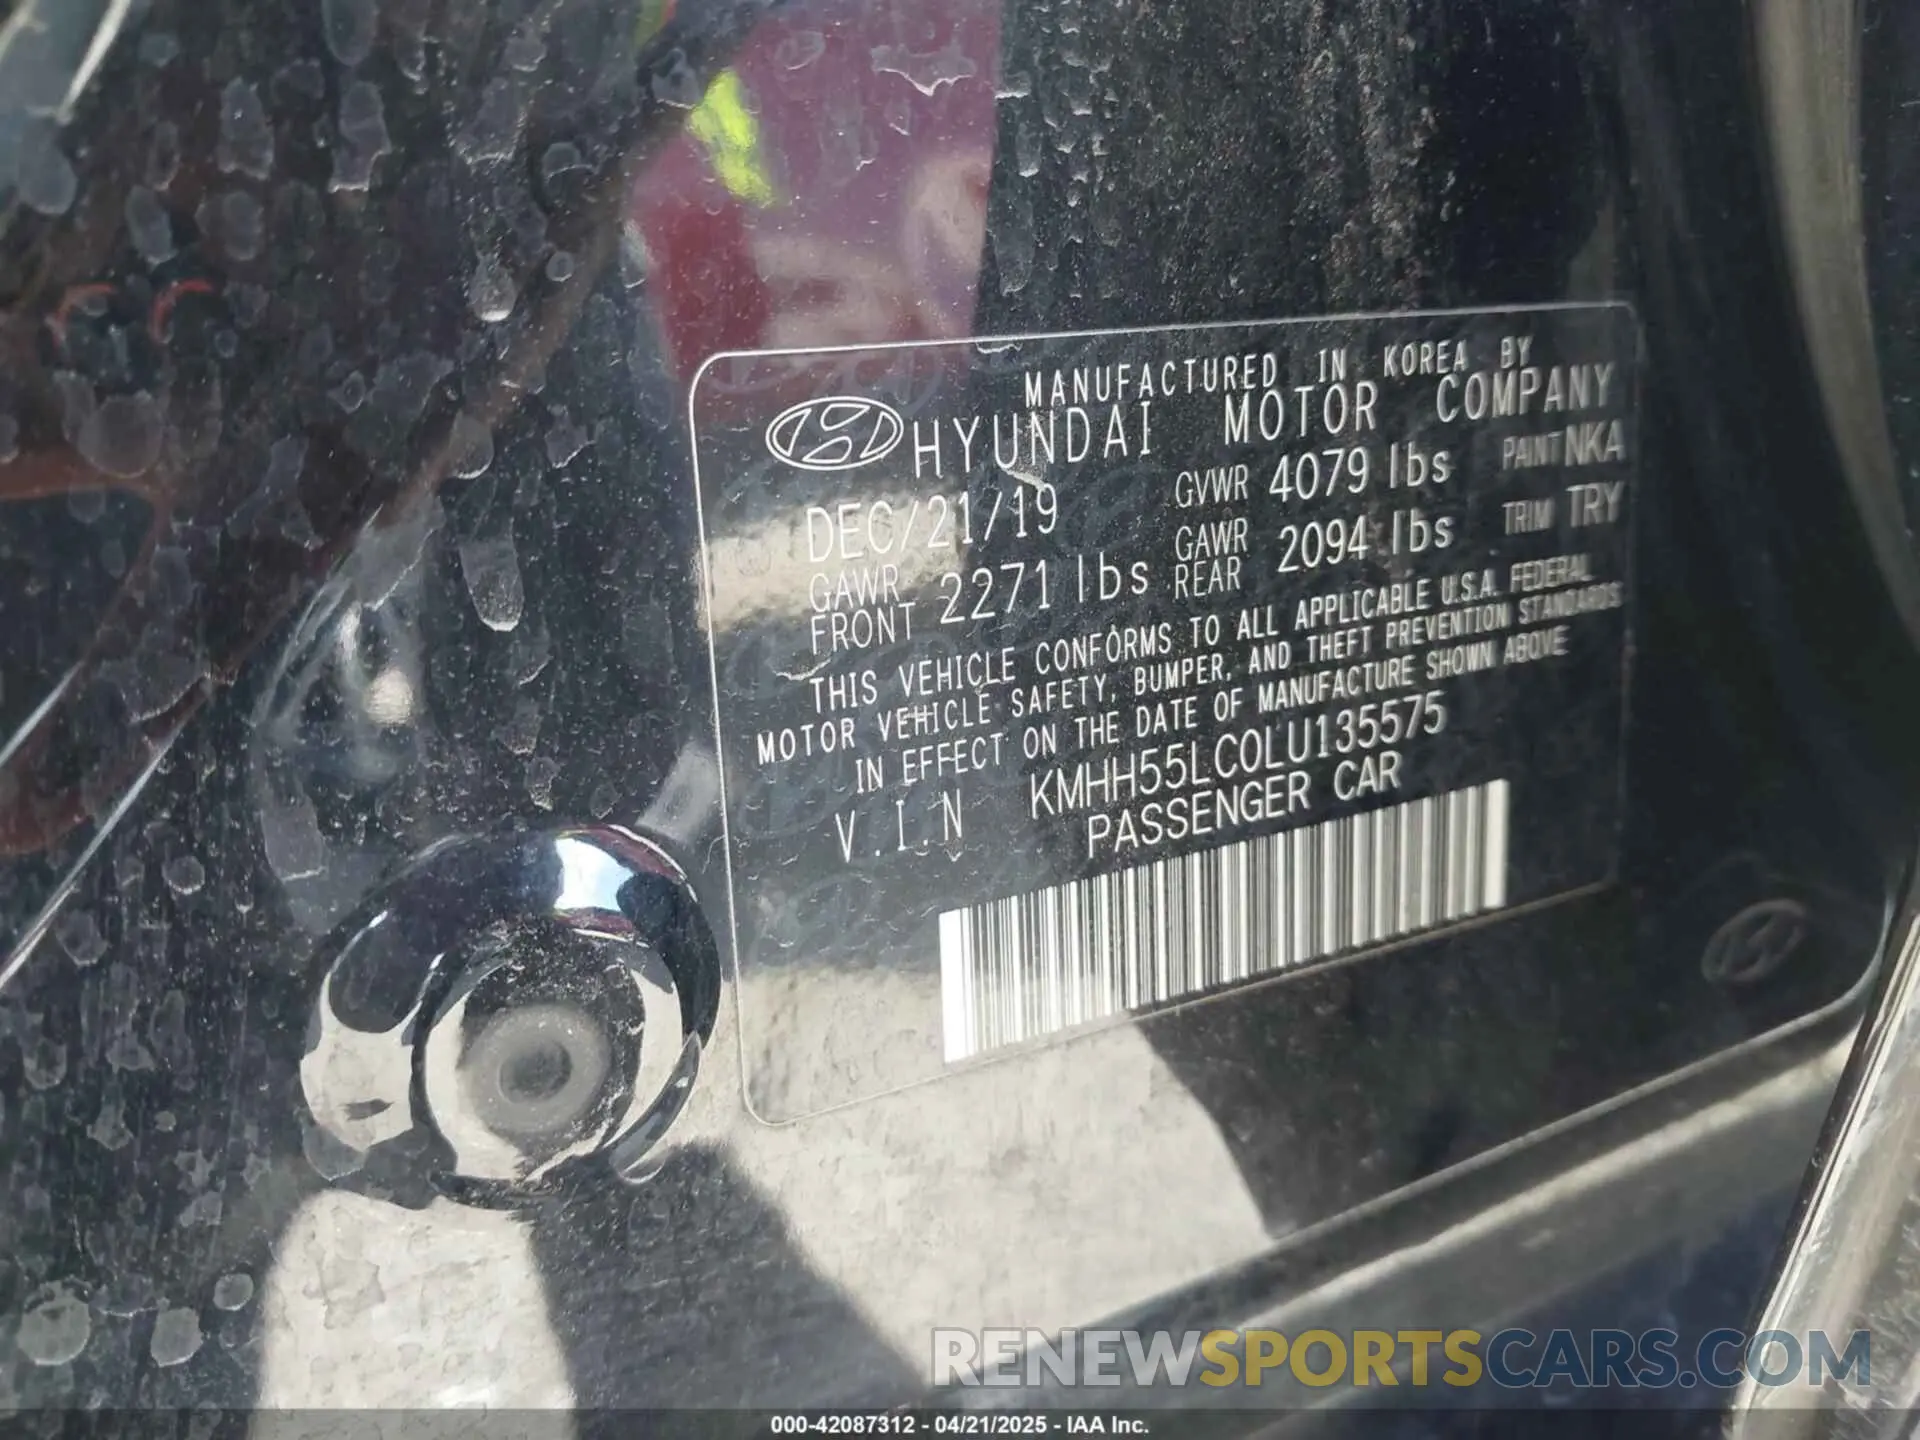 MANUFACTURED IN KOREA BY
HYUNDAI MOTOR COMPANY
DEC/21/19 GVWR 4079 lbs PAINT NKA
GAWR FRONT 2271 lbs GAWR REAR 2094 lbs TRIM TRY
THIS VEHICLE CONFORMS TO ALL APPLICABLE U.S.A. FEDERAL
MOTOR VEHICLE SAFETY, BUMPER, AND THEFT PREVENTION STANDARDS
IN EFFECT ON THE DATE OF MANUFACTURE SHOWN ABOVE
V.I.N KMHH55LC0LU135575
PASSENGER CAR
RENEWSPORTSCARS.COM
000-42087312 - 04/21/2025 - IAA Inc.